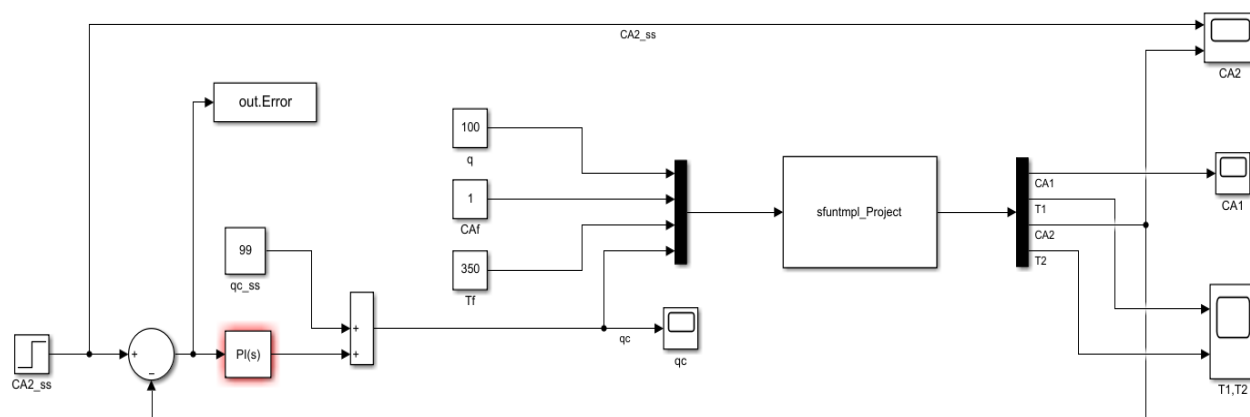 CA2_ss
CA2
out.Error
100
q
1
CAf
350
Tf
sfuntmpl_Project
CA1
T1
CA2
T2
CA1
99
qc_ss
+
+
qc
qc
T1,T2
CA2_ss
+
−
PI(s)